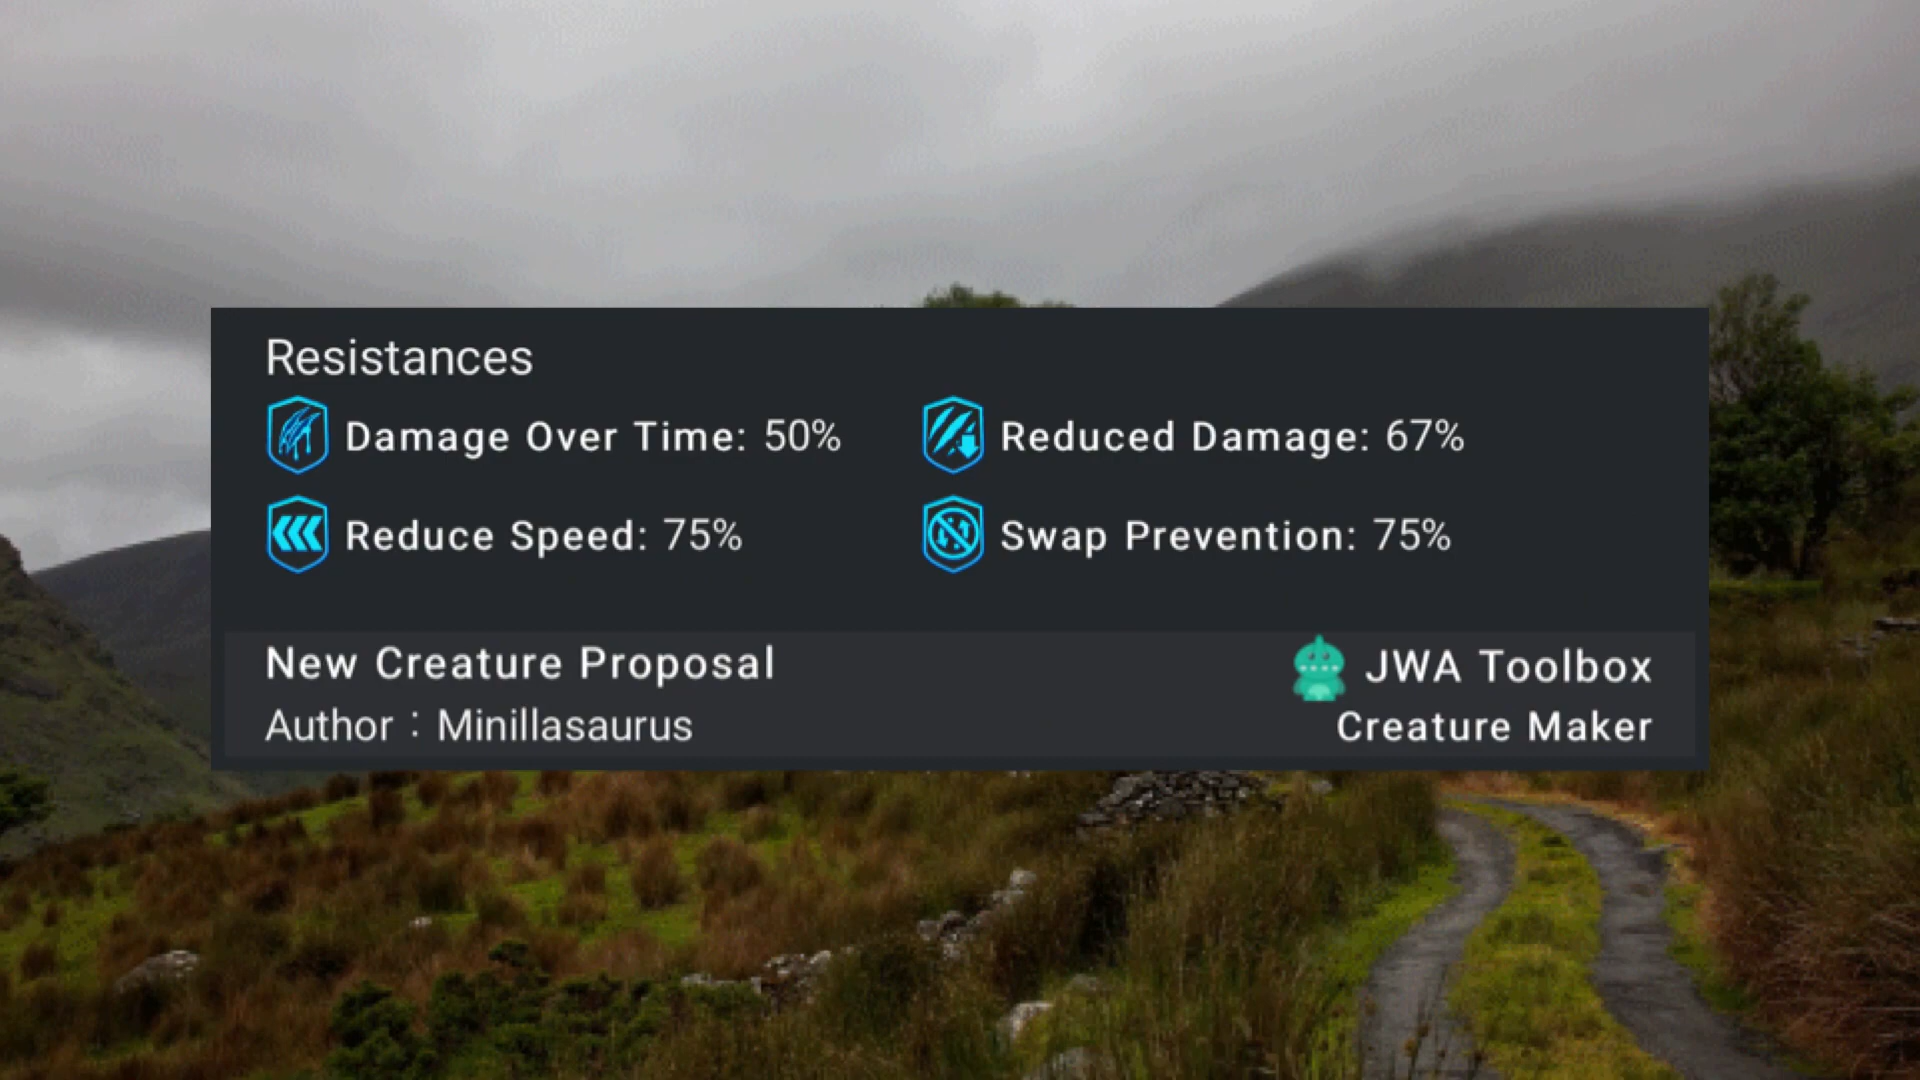 Resistances
Damage Over Time: 50%
Reduced Damage: 67%
Reduce Speed: 75%
Swap Prevention: 75%
New Creature Proposal
Author : Minillasaurus
JWA Toolbox
Creature Maker